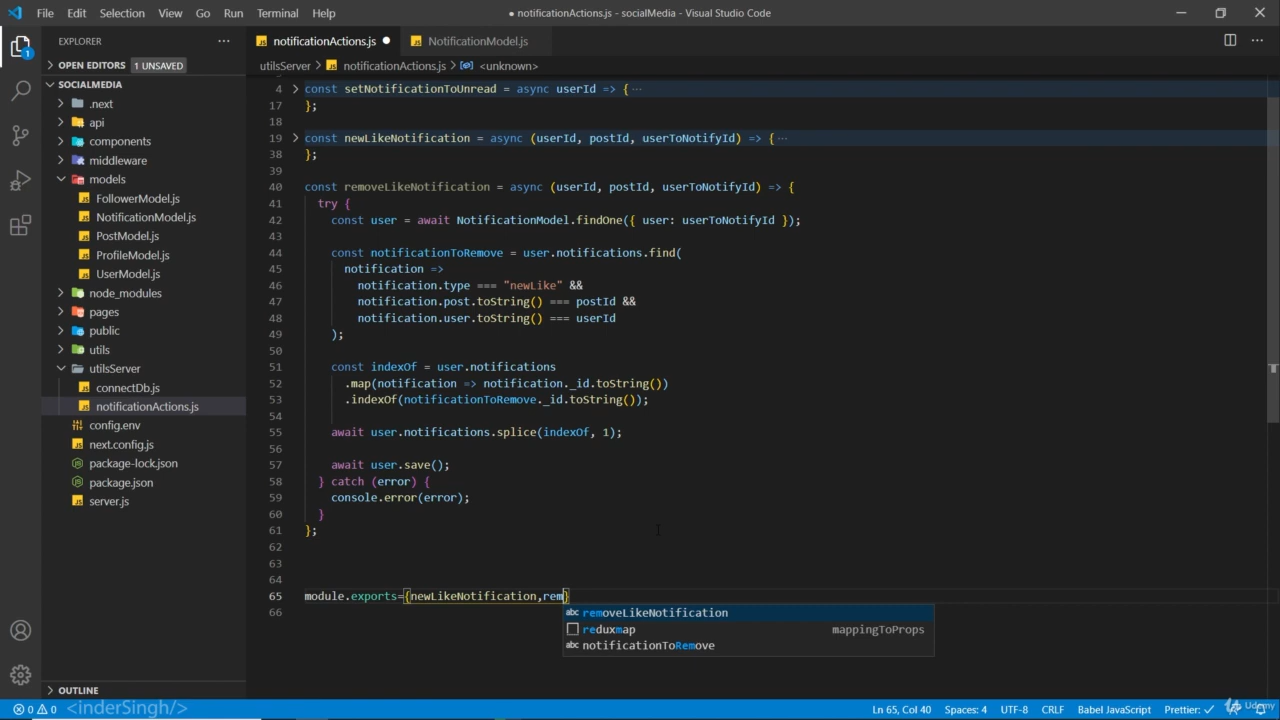 File Edit Selection View Go Run Terminal Help
● notificationActions.js - socialMedia - Visual Studio Code
EXPLORER
OPEN EDITORS 1 UNSAVED
SOCIALMEDIA
.next
api
components
middleware
models
FollowerModel.js
NotificationModel.js
PostModel.js
ProfileModel.js
UserModel.js
node_modules
pages
public
utils
utilsServer
connectDb.js
notificationActions.js
config.env
next.config.js
package-lock.json
package.json
server.js
OUTLINE
notificationActions.js ● NotificationModel.js
utilsServer > notificationActions.js > <unknown>
4 const setNotificationToUnread = async userId => { ···
17 };
18
19 const newLikeNotification = async (userId, postId, userToNotifyId) => { ···
38 };
39
40 const removeLikeNotification = async (userId, postId, userToNotifyId) => {
41 try {
42 const user = await NotificationModel.findOne({ user: userToNotifyId });
43
44 const notificationToRemove = user.notifications.find(
45 notification =>
46 notification.type === "newLike" &&
47 notification.post.toString() === postId &&
48 notification.user.toString() === userId
49 );
50
51 const indexOf = user.notifications
52 .map(notification => notification._id.toString())
53 .indexOf(notificationToRemove._id.toString());
54
55 await user.notifications.splice(indexOf, 1);
56
57 await user.save();
58 } catch (error) {
59 console.error(error);
60 }
61 };
62
63
64
65 module.exports={newLikeNotification,rem}
66
abc removeLikeNotification
reduxmap mappingToProps
abc notificationToRemove
0 0 <inderSingh/> Ln 65, Col 40 Spaces: 4 UTF-8 CRLF Babel JavaScript Prettier: ✓
Udemy